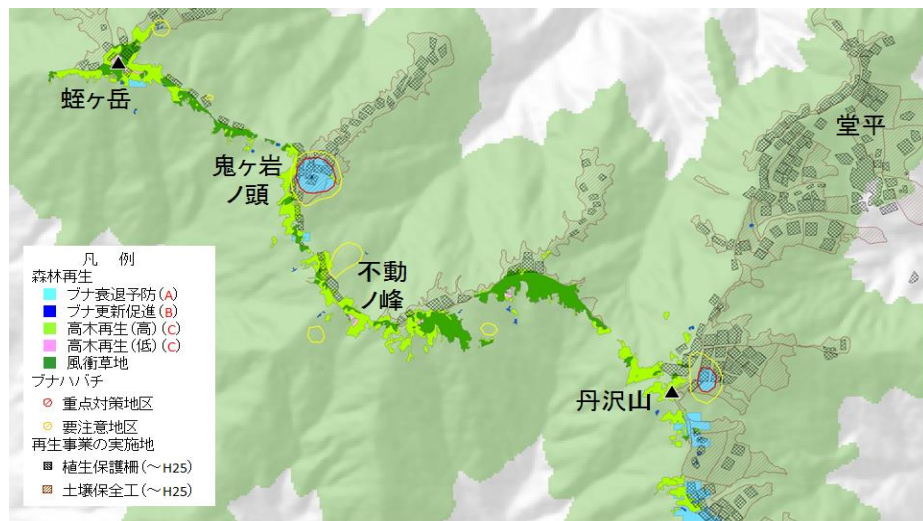 蛭ヶ岳
堂平
鬼ヶ岩
ノ頭
不動
ノ峰
丹沢山
凡 例
森林再生
ブナ衰退予防(A)
ブナ更新促進(B)
高木再生(高)(C)
高木再生(低)(C)
風衝草地
ブナハバチ
重点対策地区
要注意地区
再生事業の実施地
植生保護柵(～H25)
土壌保全工(～H25)